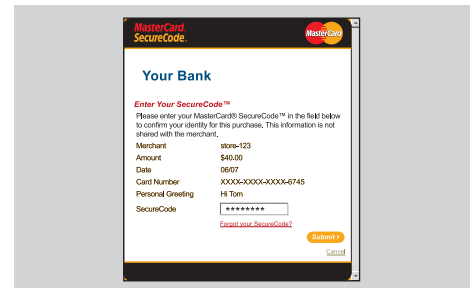 MasterCard.
SecureCode.
MasterCard
Your Bank
Enter Your SecureCode™
Please enter your MasterCard® SecureCode™ in the field below
to confirm your identity for this purchase. This information is not
shared with the merchant.
Merchant store-123
Amount $40.00
Date 06/07
Card Number XXXX-XXXX-XXXX-6745
Personal Greeting Hi Tom
SecureCode ********
Forgot your SecureCode?
Submit
Cancel